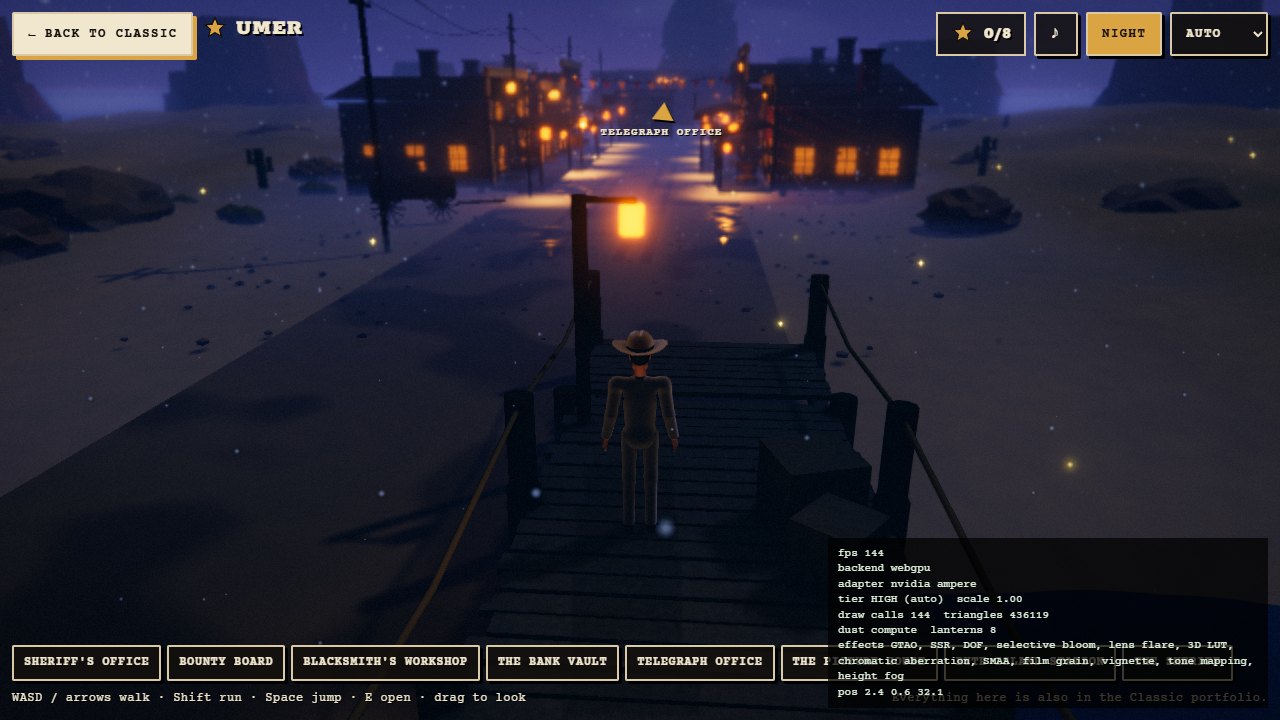 ← BACK TO CLASSIC
UMER
0/8
♪
NIGHT
AUTO
TELEGRAPH OFFICE
fps 144
backend webgpu
adapter nvidia ampere
tier HIGH (auto) scale 1.00
draw calls 144 triangles 436119
dust compute lanterns 8
effects GTAO, SSR, DOF, selective bloom, lens flare, 3D LUT,
chromatic aberration, SMAA, film grain, vignette, tone mapping,
height fog
pos 2.4 0.6 32.1
SHERIFF'S OFFICE
BOUNTY BOARD
BLACKSMITH'S WORKSHOP
THE BANK VAULT
TELEGRAPH OFFICE
THE
WASD / arrows walk · Shift run · Space jump · E open · drag to look
Everything here is also in the Classic portfolio.